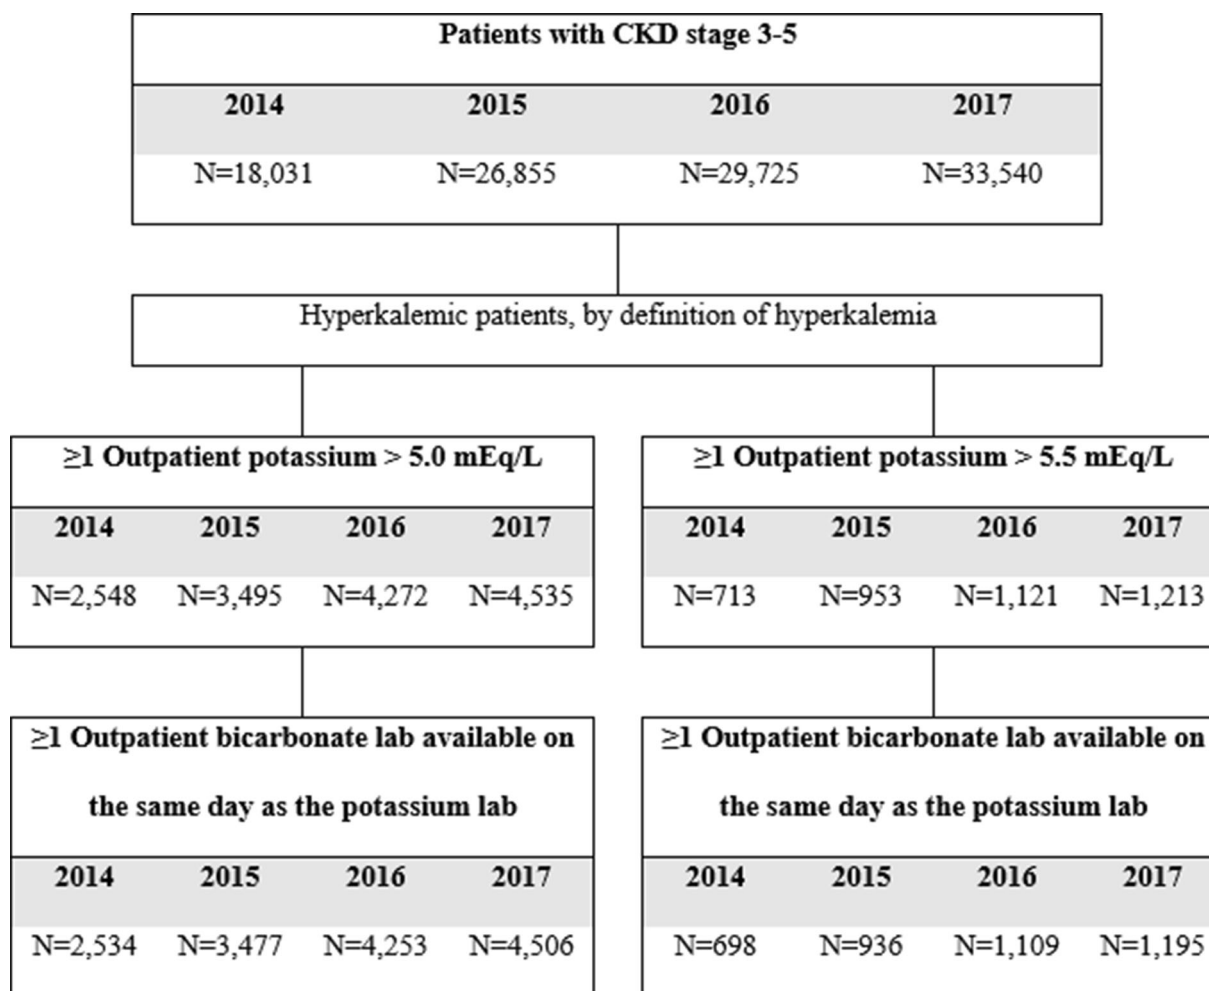 Patients with CKD stage 3-5
2014 2015 2016 2017
N=18,031 N=26,855 N=29,725 N=33,540
Hyperkalemic patients, by definition of hyperkalemia
≥1 Outpatient potassium > 5.0 mEq/L
2014 2015 2016 2017
N=2,548 N=3,495 N=4,272 N=4,535
≥1 Outpatient bicarbonate lab available on
the same day as the potassium lab
2014 2015 2016 2017
N=2,534 N=3,477 N=4,253 N=4,506
≥1 Outpatient potassium > 5.5 mEq/L
2014 2015 2016 2017
N=713 N=953 N=1,121 N=1,213
≥1 Outpatient bicarbonate lab available on
the same day as the potassium lab
2014 2015 2016 2017
N=698 N=936 N=1,109 N=1,195